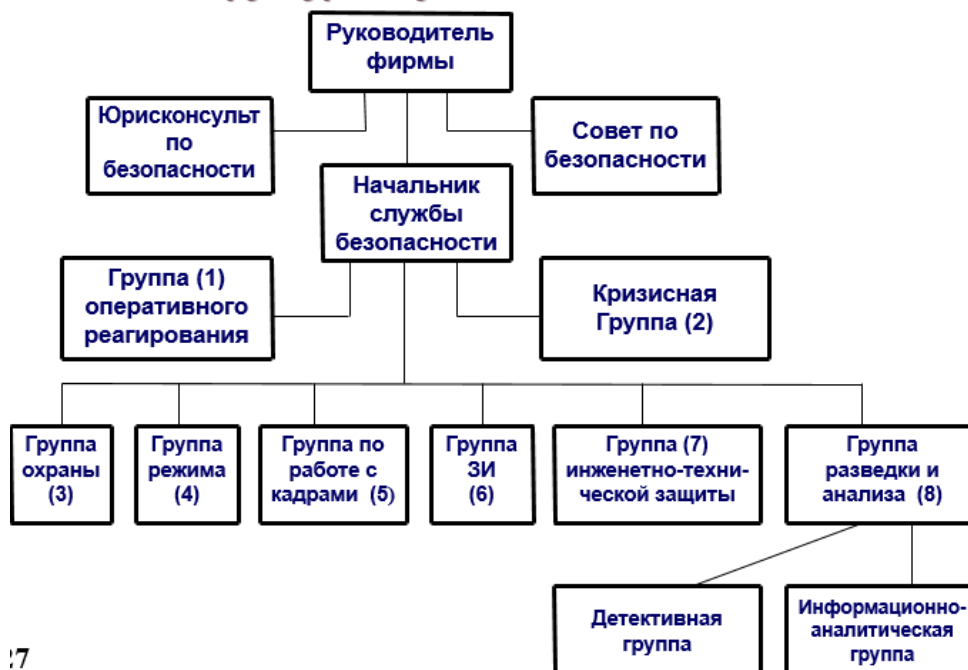 Руководитель
фирмы
Юрисконсульт
по
безопасности
Совет по
безопасности
Начальник
службы
безопасности
Группа (1)
оперативного
реагирования
Кризисная
Группа (2)
Группа
охраны
(3)
Группа
режима
(4)
Группа по
работе с
кадрами (5)
Группа
ЗИ
(6)
Группа (7)
инженетно-техни-
ческой защиты
Группа
разведки и
анализа (8)
Детективная
группа
Информационно-
аналитическая
группа
:7